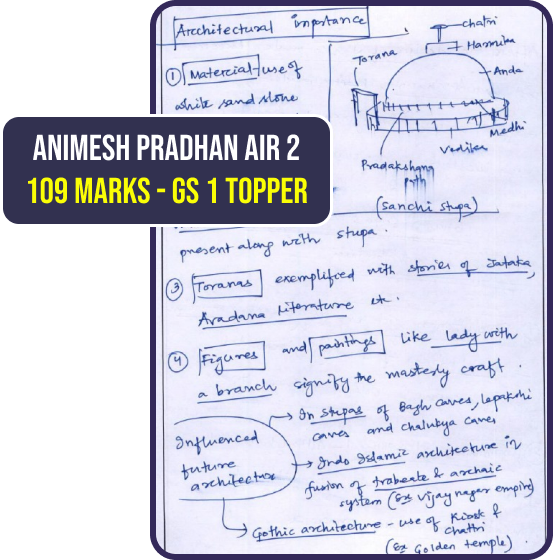 Architectural importance
chatri
Harmika
Torana
Anda
① Material - use of
white sand stone
Medhi
Vedika
Pradakshana
path
(Sanchi stupa)
ANIMESH PRADHAN AIR 2
109 MARKS - GS 1 TOPPER
present along with stupa.
③ Toranas exemplified with stories of Jataka,
Avadana Literature etc.
④ Figures and paintings like lady with
a branch signify the masterly craft.
Influenced
future
architecture
→ In stupas of Bagh caves, lepakshi
caves and chalukya caves
→ Indo Islamic architecture in
fusion of trabeate & archaic
system (Ex Vijaynager empire)
→ Gothic architecture - use of Kiosk &
chattri
(Ex Golden temple).